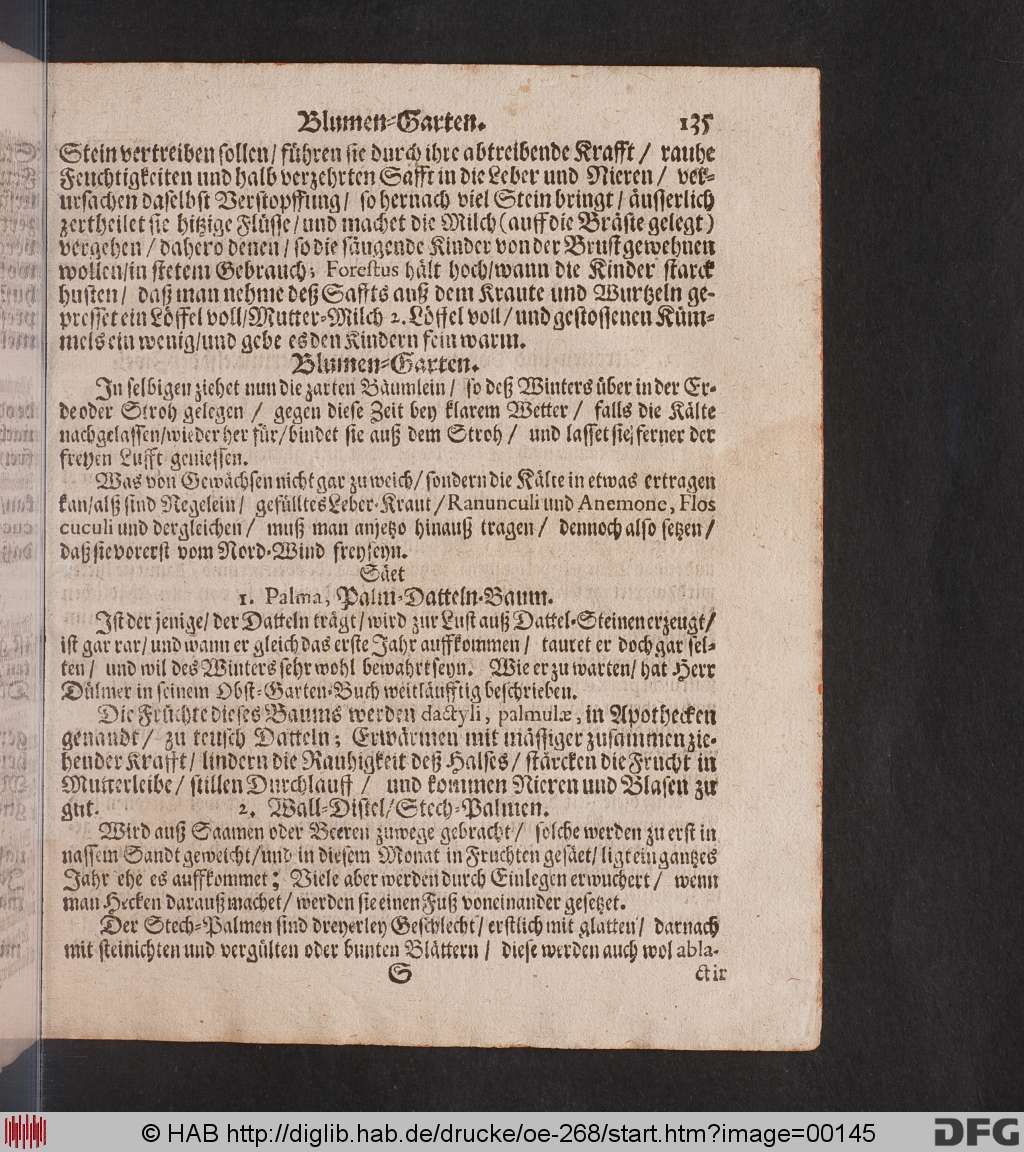 Blumen-Garten. 135
Stein vertreiben sollen/ führen sie durch ihre abtreibende Krafft/ rauhe
Feuchtigkeiten und halb verzehrten Safft in die Leber und Nieren/ ver-
ursachen daselbst Verstopffung/ so hernach viel Stein bringt/ äusserlich
zertheilet sie hitzige Flüsse/ und machet die Milch (auff die Brüste gelegt)
vergehen/ dahero denen/ so die säugende Kinder von der Brust gewehnen
wollen/ in stetem Gebrauch; Forestus hält hoch/ wann die Kinder starck
husten/ daß man nehme deß Saffts auß dem Kraute und Wurtzeln ge-
presset ein Löffel voll/ Mutter-Milch 2. Löffel voll/ und gestossenen Küm-
mels ein wenig/ und gebe es den Kindern fein warm.
Blumen-Garten.
In selbigen ziehet nun die zarten Bäumlein/ so deß Winters über in der Er-
de oder Stroh gelegen/ gegen diese Zeit bey klarem Wetter/ falls die Kälte
nachgelassen/ wieder her für/ bindet sie auß dem Stroh/ und lasset sie ferner der
freyen Lufft geniessen.
Was von Gewächsen nicht gar zu weich/ sondern die Kälte in etwas ertragen
kan/ alß sind Negelein/ gefülltes Leber-Kraut/ Ranunculi und Anemone, Flos
cuculi und dergleichen/ muß man anjetzo hinauß tragen/ dennoch also setzen/
daß sie vorerst vom Nord-Wind frey seyn.
Säet
1. Palma, Palm-Datteln-Baum.
Ist der jenige/ der Datteln trägt/ wird zur Lust auß Dattel-Steinen erzeugt/
ist gar rar/ und wann er gleich das erste Jahr auffkommen/ tauret er doch gar sel-
ten/ und wil des Winters sehr wohl bewahrt seyn. Wie er zu warten/ hat Herr
Dülmer in seinem Obst-Garten-Buch weitläufftig beschrieben.
Die Früchte dieses Baums werden dactyli, palmulæ, in Apothecken
genandt/ zu teusch Datteln; Erwärmen mit mässiger zusammenzie-
hender Krafft/ lindern die Rauhigkeit deß Halses/ stärcken die Frucht in
Mutterleibe/ stillen Durchlauff/ und kommen Nieren und Blasen zu
gut. 2. Wall-Distel/ Stech-Palmen.
Wird auß Saamen oder Beeren zuwege gebracht/ solche werden zu erst in
nassem Sandt geweicht/ und in diesem Monat in Fruchten gesäet/ ligt ein gantzes
Jahr ehe es auffkommet; Viele aber werden durch Einlegen erwuchert/ wenn
man Hecken darauß machet/ werden sie einen Fuß voneinander gesetzet.
Der Stech-Palmen sind dreyerley Geschlecht/ erstlich mit glatten/ darnach
mit steinichten und vergülten oder bunten Blättern/ diese werden auch wol abla-
S ctir
© HAB http://diglib.hab.de/drucke/oe-268/start.htm?image=00145 DFG